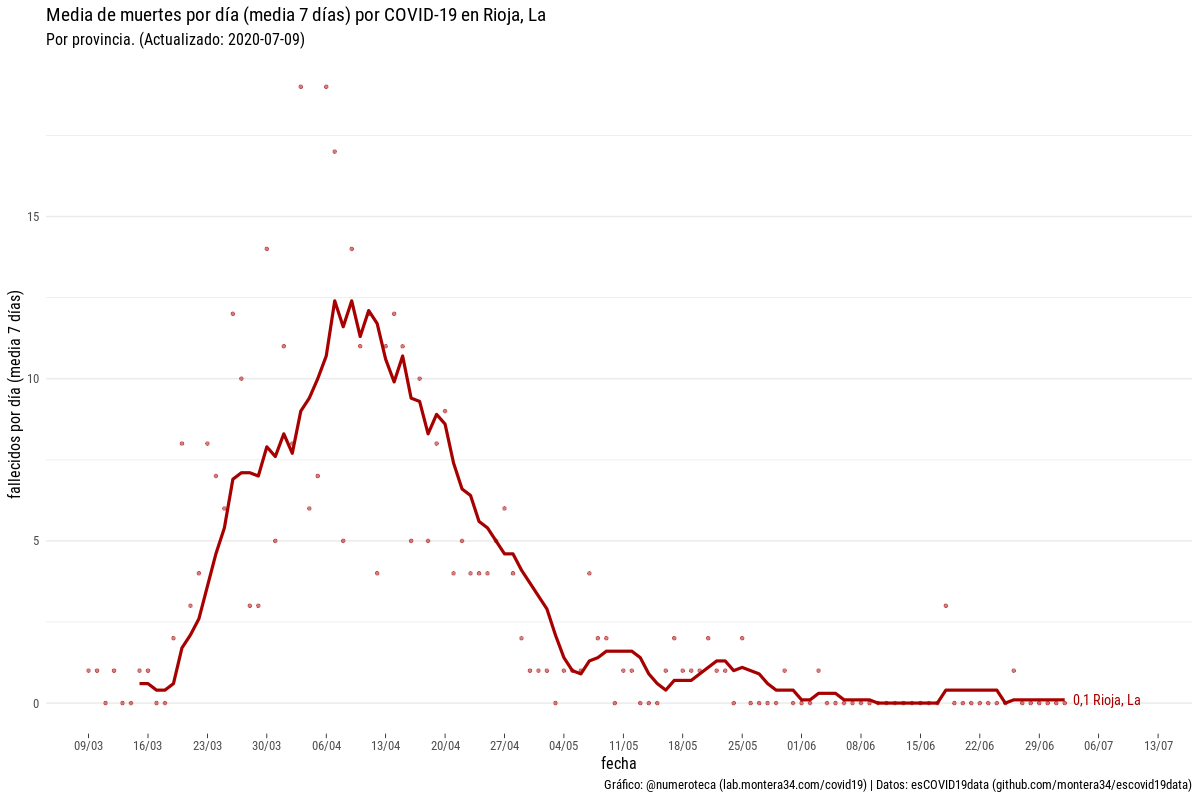 Media de muertes por día (media 7 días) por COVID-19 en Rioja, La
Por provincia. (Actualizado: 2020-07-09)
fallecidos por día (media 7 días)
15
10
5
0
0,1 Rioja, La
09/03 16/03 23/03 30/03 06/04 13/04 20/04 27/04 04/05 11/05 18/05 25/05 01/06 08/06 15/06 22/06 29/06 06/07 13/07
fecha
Gráfico: @numeroteca (lab.montera34.com/covid19) | Datos: esCOVID19data (github.com/montera34/escovid19data)